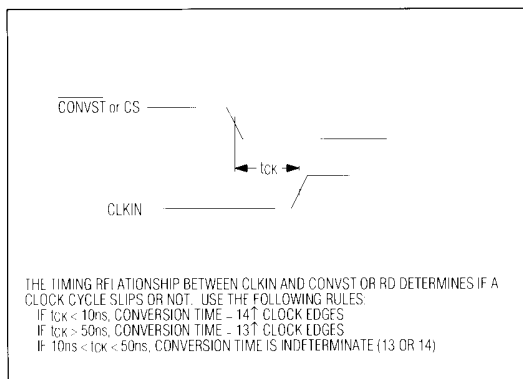 CONVST or CS
tCK
CLKIN
THE TIMING RELATIONSHIP BETWEEN CLKIN AND CONVST OR RD DETERMINES IF A
CLOCK CYCLE SLIPS OR NOT. USE THE FOLLOWING RULES:
IF tCK < 10ns, CONVERSION TIME = 14↑ CLOCK EDGES
IF tCK > 50ns, CONVERSION TIME = 13↑ CLOCK EDGES
IF 10ns < tCK < 50ns, CONVERSION TIME IS INDETERMINATE (13 OR 14)